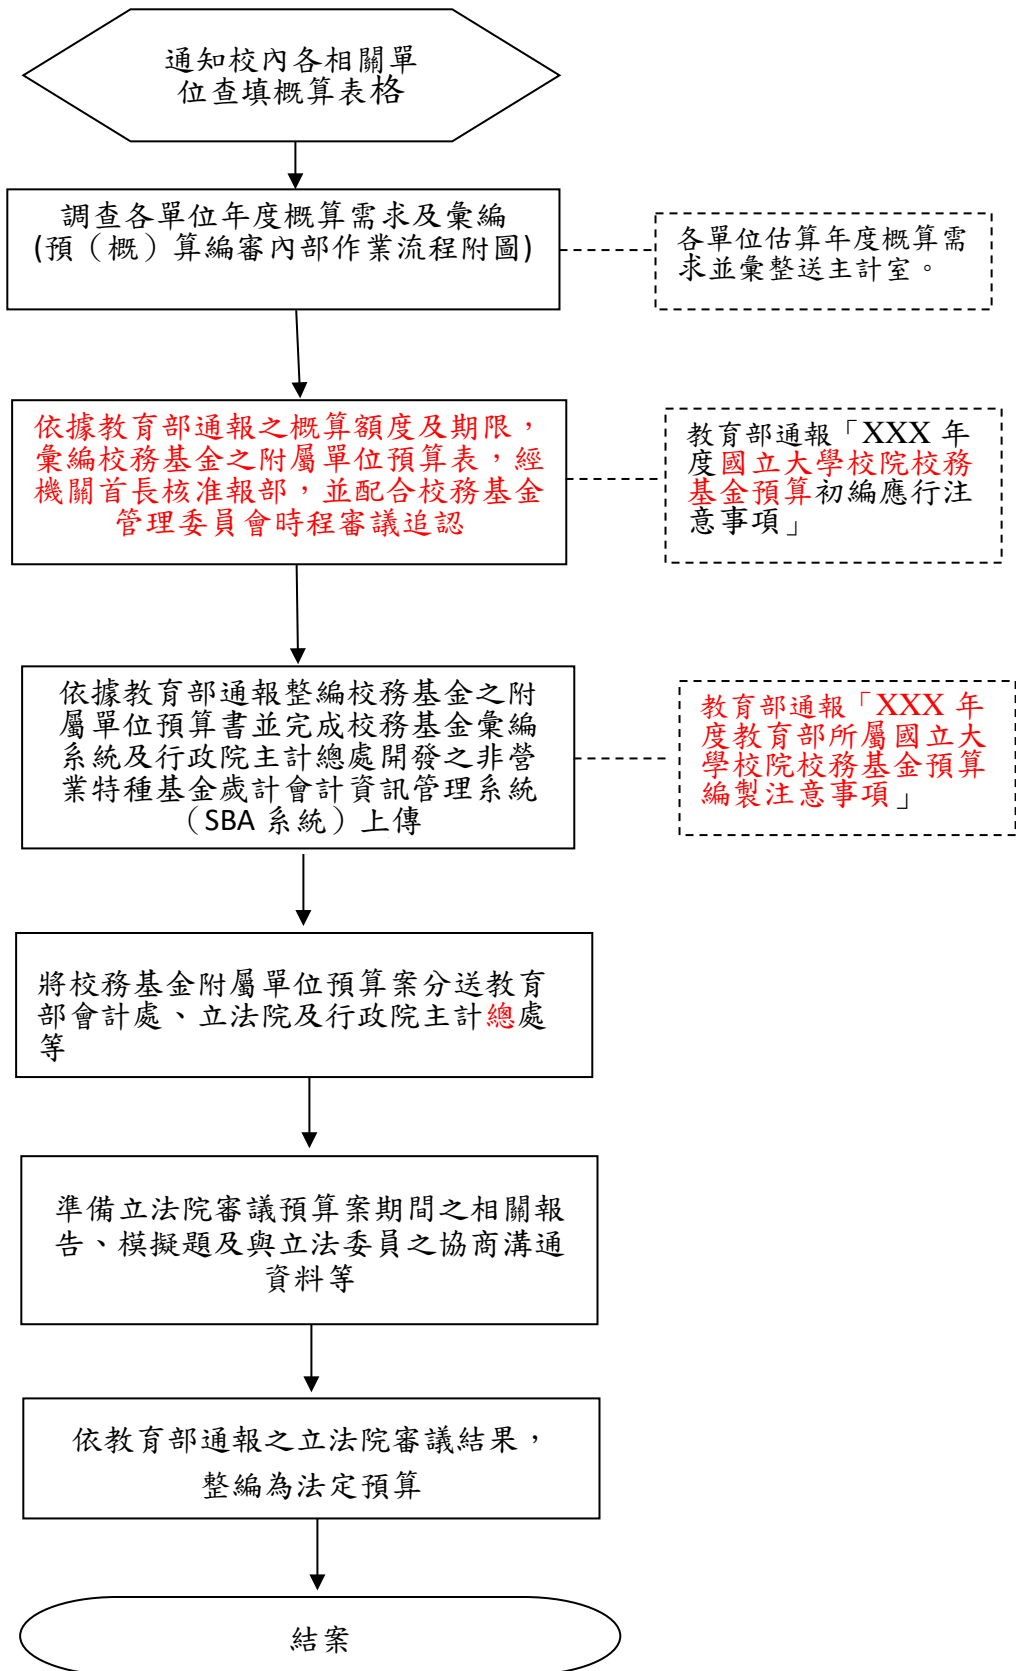 通知校內各相關單
位查填概算表格
調查各單位年度概算需求及彙編
(預（概）算編審內部作業流程附圖)
各單位估算年度概算需
求並彙整送主計室。
依據教育部通報之概算額度及期限，
彙編校務基金之附屬單位預算表，經
機關首長核准報部，並配合校務基金
管理委員會時程審議追認
教育部通報「XXX 年
度國立大學校院校務
基金預算初編應行注
意事項」
依據教育部通報整編校務基金之附
屬單位預算書並完成校務基金彙編
系統及行政院主計總處開發之非營
業特種基金歲計會計資訊管理系統
（SBA 系統）上傳
教育部通報「XXX 年
度教育部所屬國立大
學校院校務基金預算
編製注意事項」
將校務基金附屬單位預算案分送教育
部會計處、立法院及行政院主計總處
等
準備立法院審議預算案期間之相關報
告、模擬題及與立法委員之協商溝通
資料等
依教育部通報之立法院審議結果，
整編為法定預算
結案